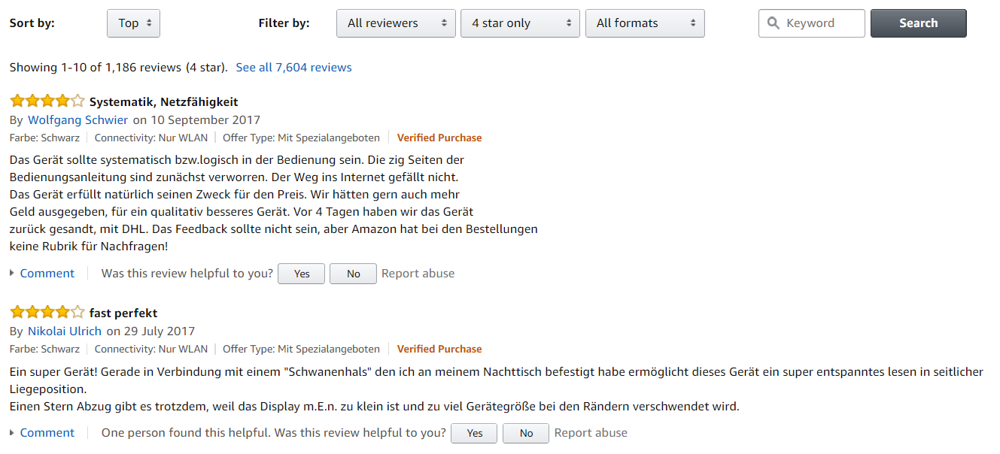 Sort by: Top Filter by: All reviewers 4 star only All formats Keyword Search
Showing 1-10 of 1,186 reviews (4 star). See all 7,604 reviews
Systematik, Netzfähigkeit
By Wolfgang Schwier on 10 September 2017
Farbe: Schwarz Connectivity: Nur WLAN Offer Type: Mit Spezialangeboten Verified Purchase
Das Gerät sollte systematisch bzw.logisch in der Bedienung sein. Die zig Seiten der
Bedienungsanleitung sind zunächst verworren. Der Weg ins Internet gefällt nicht.
Das Gerät erfüllt natürlich seinen Zweck für den Preis. Wir hätten gern auch mehr
Geld ausgegeben, für ein qualitativ besseres Gerät. Vor 4 Tagen haben wir das Gerät
zurück gesandt, mit DHL. Das Feedback sollte nicht sein, aber Amazon hat bei den Bestellungen
keine Rubrik für Nachfragen!
Comment Was this review helpful to you? Yes No Report abuse
fast perfekt
By Nikolai Ulrich on 29 July 2017
Farbe: Schwarz Connectivity: Nur WLAN Offer Type: Mit Spezialangeboten Verified Purchase
Ein super Gerät! Gerade in Verbindung mit einem "Schwanenhals" den ich an meinem Nachttisch befestigt habe ermöglicht dieses Gerät ein super entspanntes lesen in seitlicher
Liegeposition.
Einen Stern Abzug gibt es trotzdem, weil das Display m.E.n. zu klein ist und zu viel Gerätegröße bei den Rändern verschwendet wird.
Comment One person found this helpful. Was this review helpful to you? Yes No Report abuse